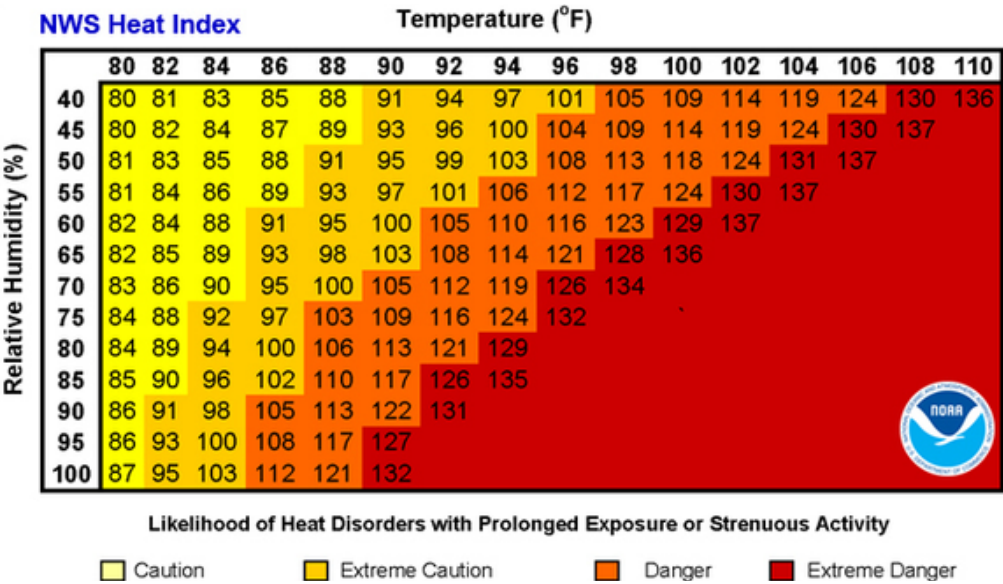 NWS Heat Index
Temperature (°F)
80 82 84 86 88 90 92 94 96 98 100 102 104 106 108 110
Relative Humidity (%)
40 80 81 83 85 88 91 94 97 101 105 109 114 119 124 130 136
45 80 82 84 87 89 93 96 100 104 109 114 119 124 130 137
50 81 83 85 88 91 95 99 103 108 113 118 124 131 137
55 81 84 86 89 93 97 101 106 112 117 124 130 137
60 82 84 88 91 95 100 105 110 116 123 129 137
65 82 85 89 93 98 103 108 114 121 128 136
70 83 86 90 95 100 105 112 119 126 134
75 84 88 92 97 103 109 116 124 132
80 84 89 94 100 106 113 121 129
85 85 90 96 102 110 117 126 135
90 86 91 98 105 113 122 131
95 86 93 100 108 117 127
100 87 95 103 112 121 132
NOAA
Likelihood of Heat Disorders with Prolonged Exposure or Strenuous Activity
Caution Extreme Caution Danger Extreme Danger